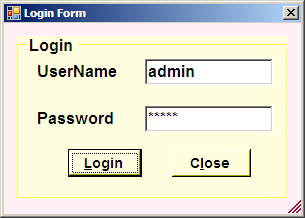 Login Form
Login
UserName admin
Password *****
Login Close